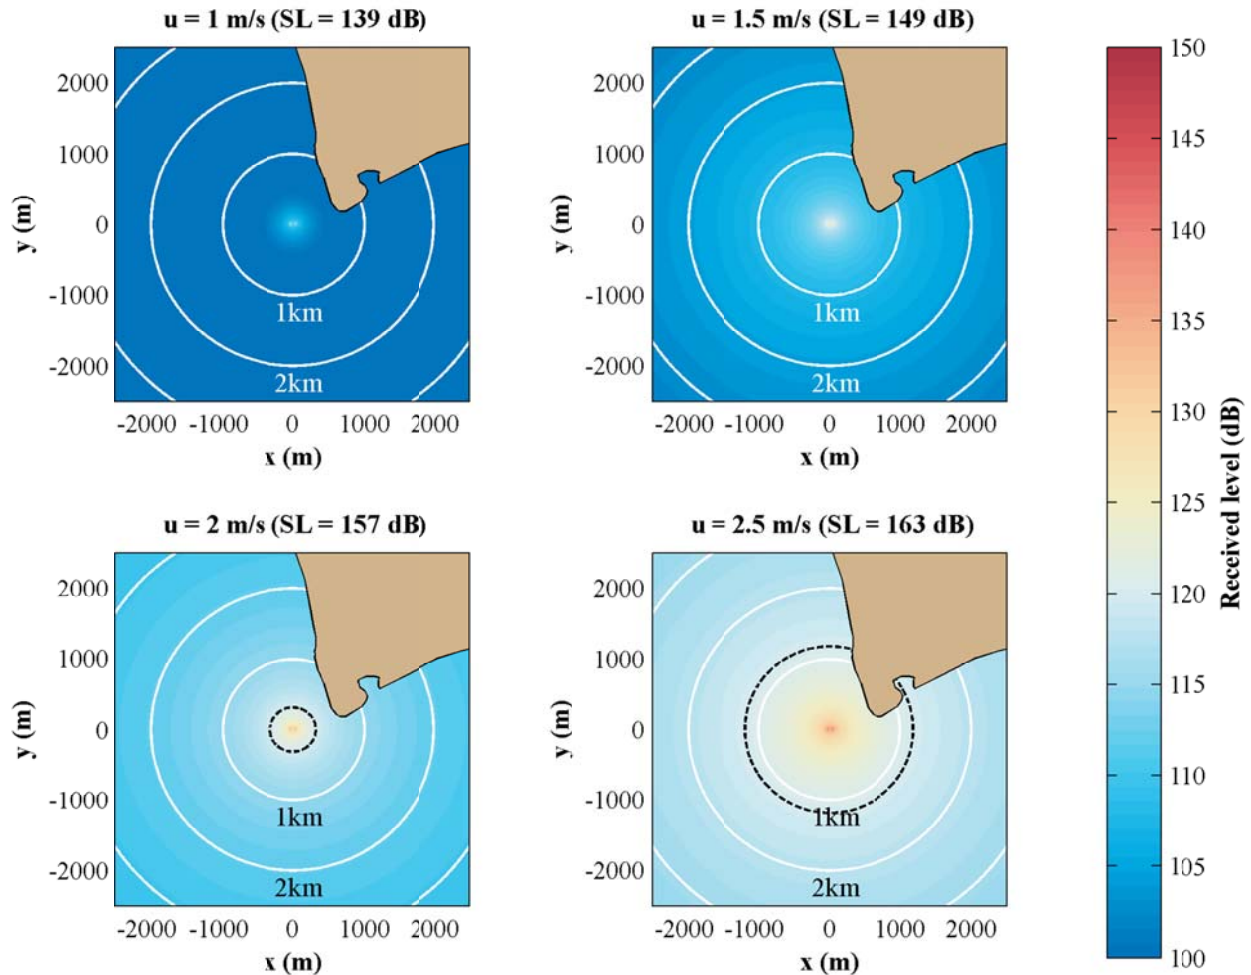 u = 1 m/s (SL = 139 dB)
2000
1000
0
-1000
-2000
y (m)
1km
2km
-2000 -1000 0 1000 2000
x (m)
u = 1.5 m/s (SL = 149 dB)
2000
1000
0
-1000
-2000
y (m)
1km
2km
-2000 -1000 0 1000 2000
x (m)
u = 2 m/s (SL = 157 dB)
2000
1000
0
-1000
-2000
y (m)
1km
2km
-2000 -1000 0 1000 2000
x (m)
u = 2.5 m/s (SL = 163 dB)
2000
1000
0
-1000
-2000
y (m)
1km
2km
-2000 -1000 0 1000 2000
x (m)
150
145
140
135
130
125
120
115
110
105
100
Received level (dB)